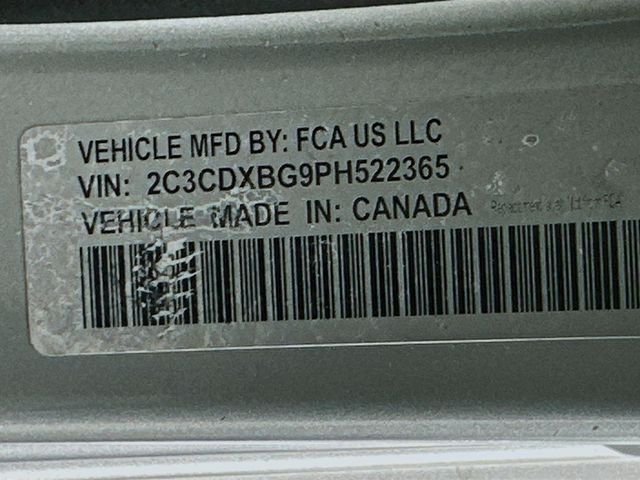 VEHICLE MFD BY: FCA US LLC
VIN: 2C3CDXBG9PH522365
VEHICLE MADE IN: CANADA